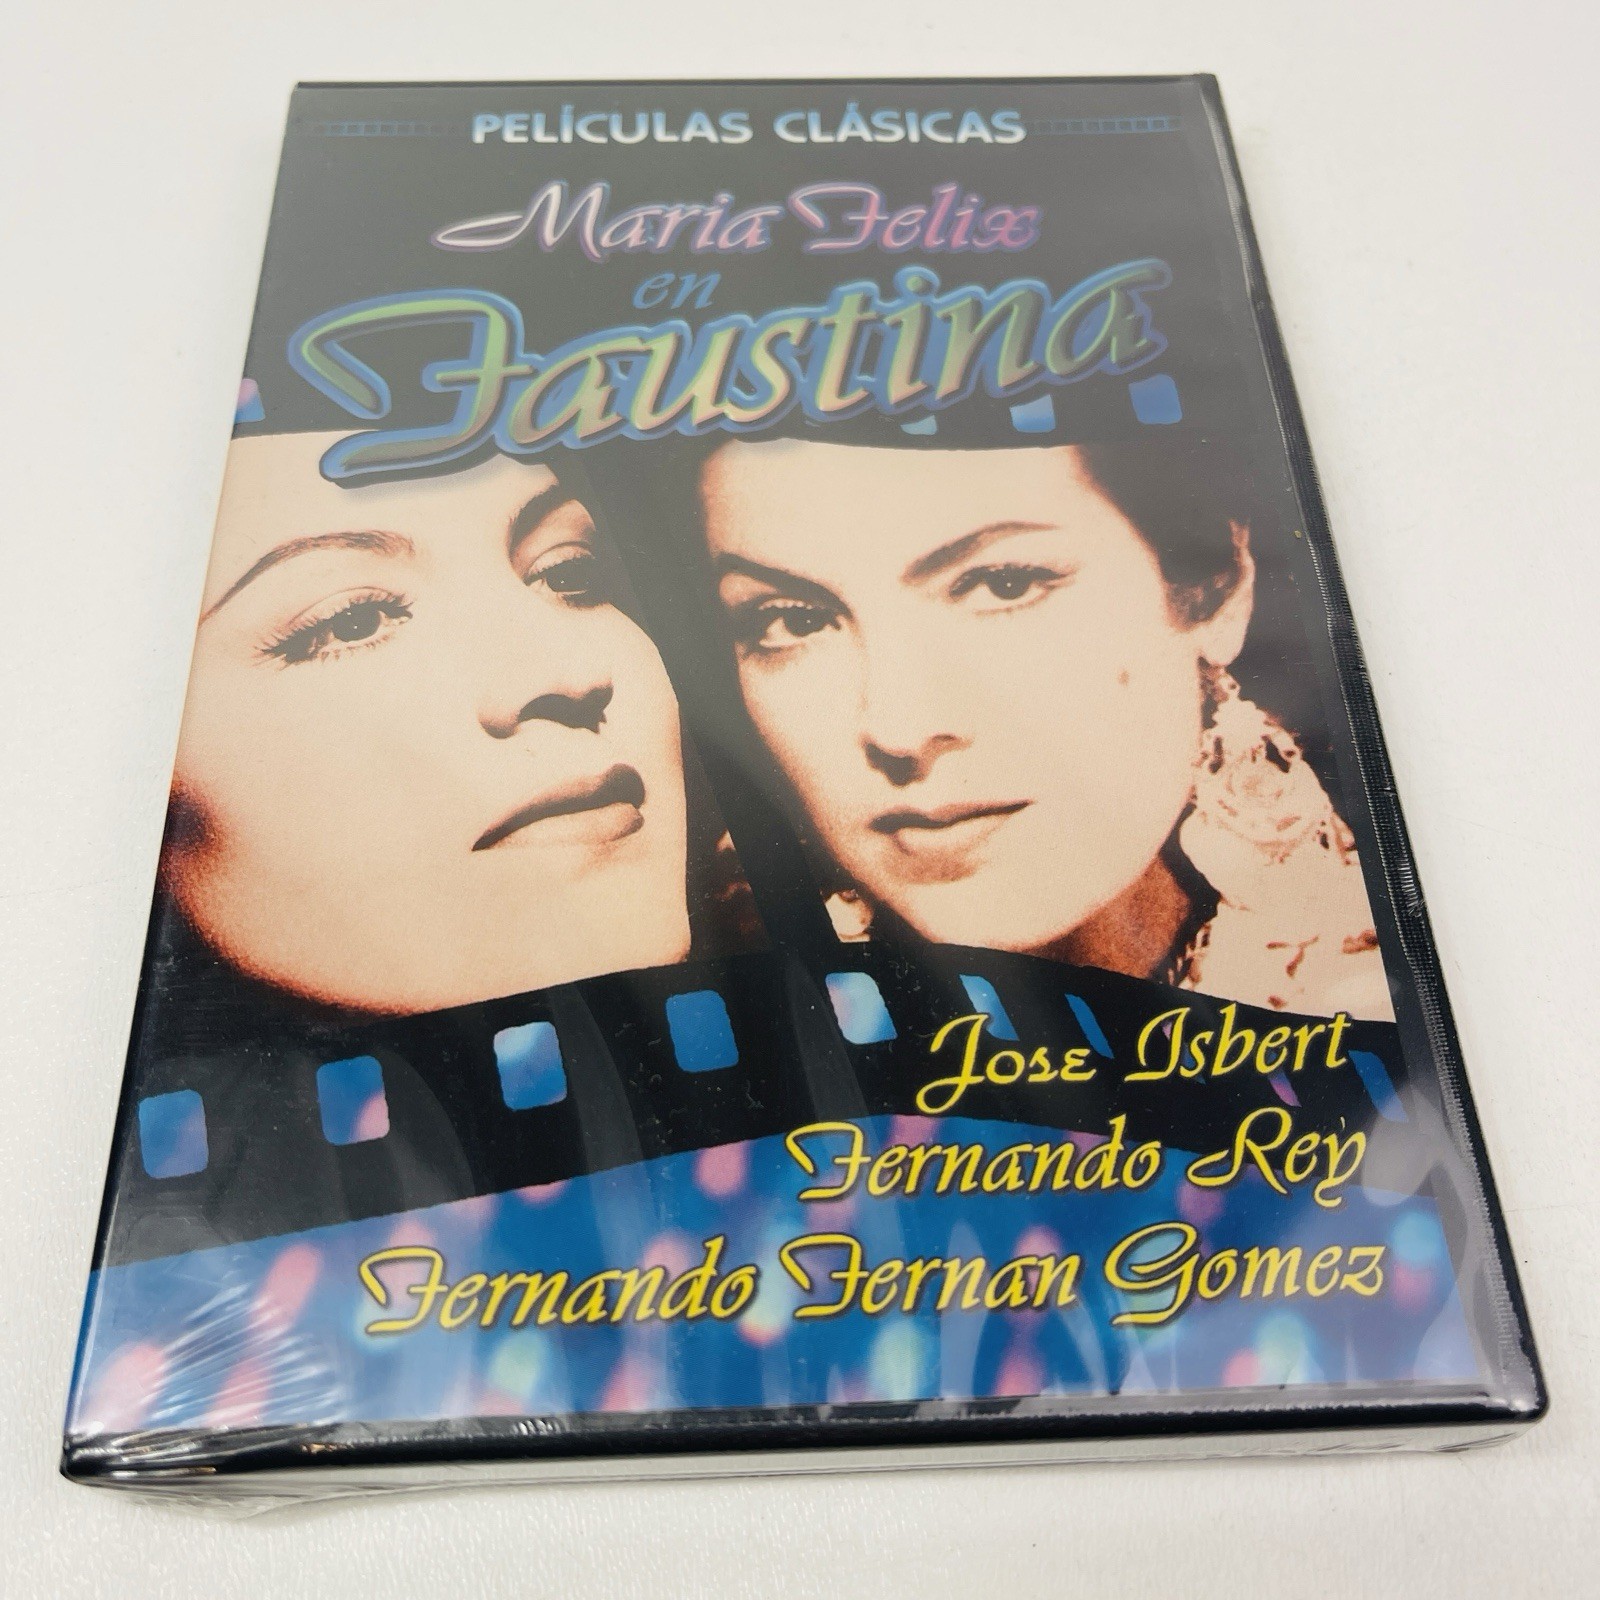 PELÍCULAS CLÁSICAS
Maria Felix
en
Faustina
Jose Isbert
Fernando Rey
Fernando Fernan Gomez